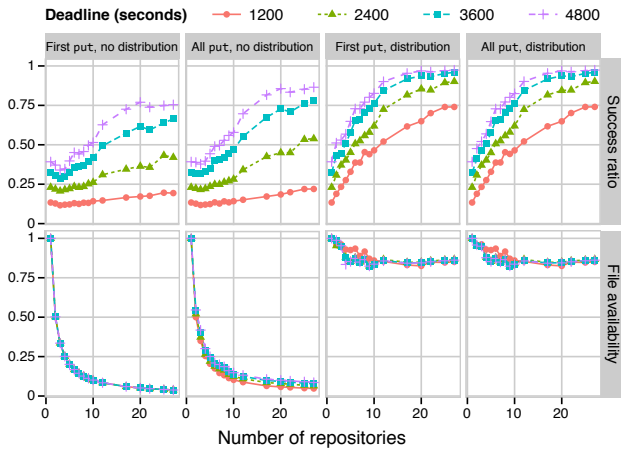 Deadline (seconds) 1200 2400 3600 4800
First put, no distribution All put, no distribution First put, distribution All put, distribution
1
0.75
0.50
0.25
0
Success ratio
1
0.75
0.50
0.25
0
File availability
0 10 20 0 10 20 0 10 20 0 10 20
Number of repositories